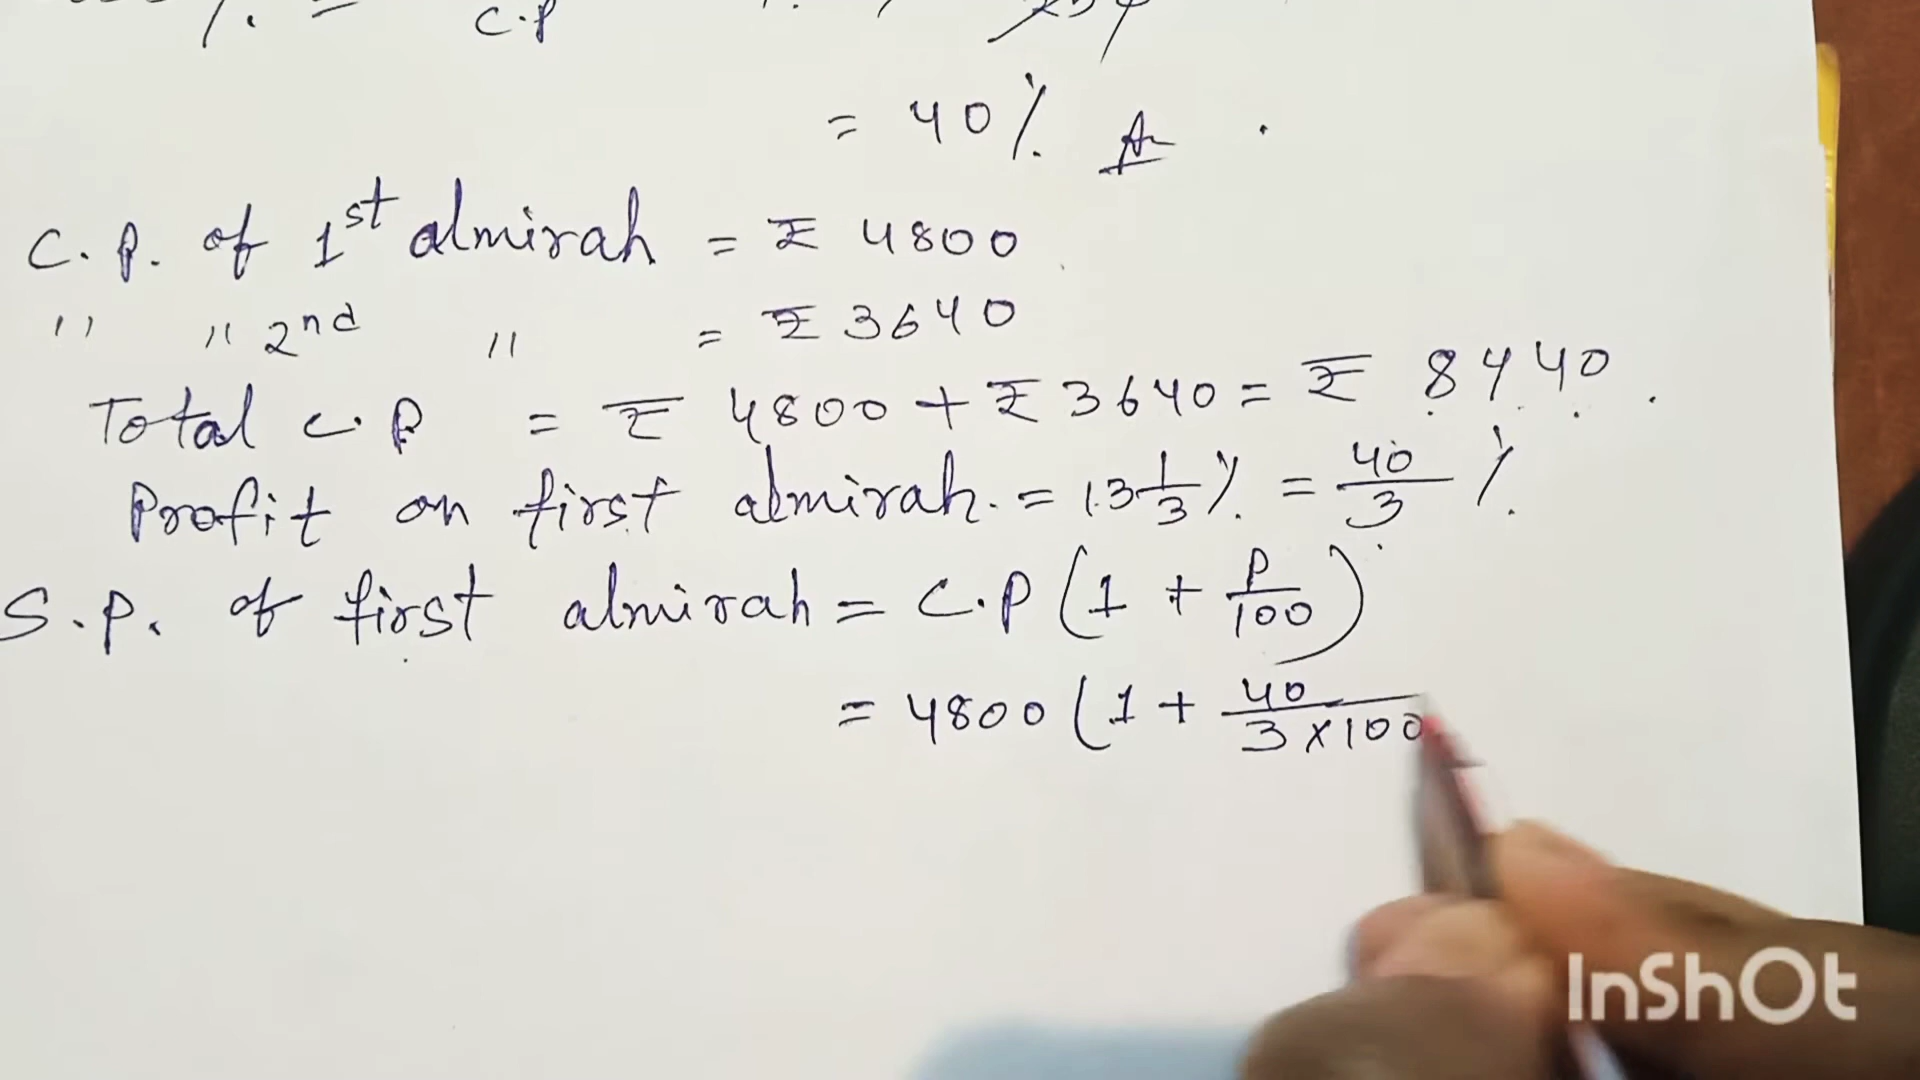 %. = C.P
= 40% A
C.P. of 1st almirah = ₹ 4800
" " 2nd " = ₹ 3640
Total C.P = ₹ 4800 + ₹ 3640 = ₹ 8440
Profit on first almirah. = 13 1/3 % = 40/3 %
S.P. of first almirah = C.P (1 + P/100)
= 4800 (1 + 40/3×100
InShOt